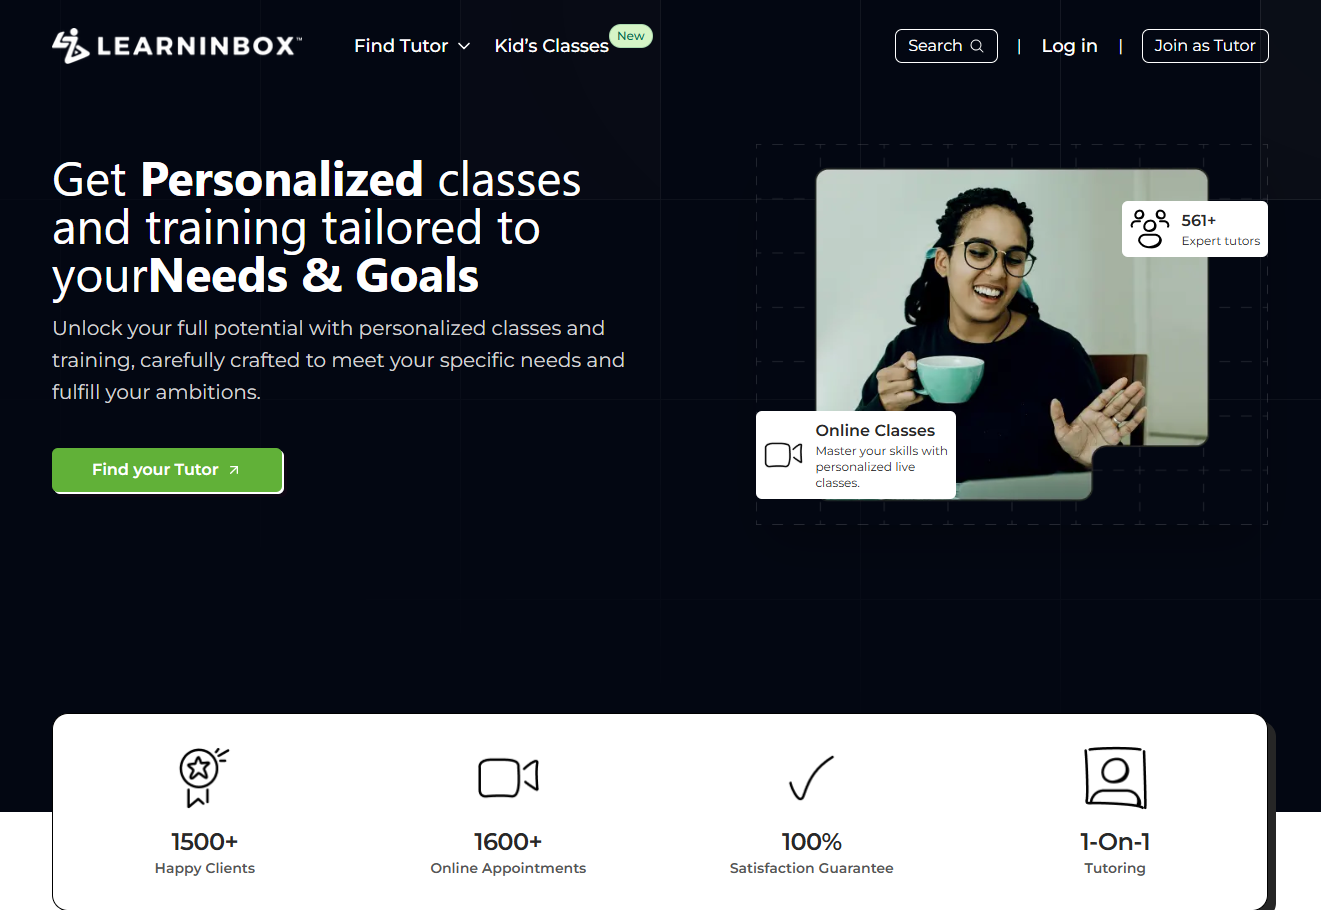 LEARNINBOX™
Find Tutor
Kid’s Classes
New
Search
|
Log in
|
Join as Tutor
Get Personalized classes
and training tailored to
yourNeeds & Goals
Unlock your full potential with personalized classes and
training, carefully crafted to meet your specific needs and
fulfill your ambitions.
Find your Tutor
561+
Expert tutors
Online Classes
Master your skills with
personalized live
classes.
1500+
Happy Clients
1600+
Online Appointments
100%
Satisfaction Guarantee
1-On-1
Tutoring